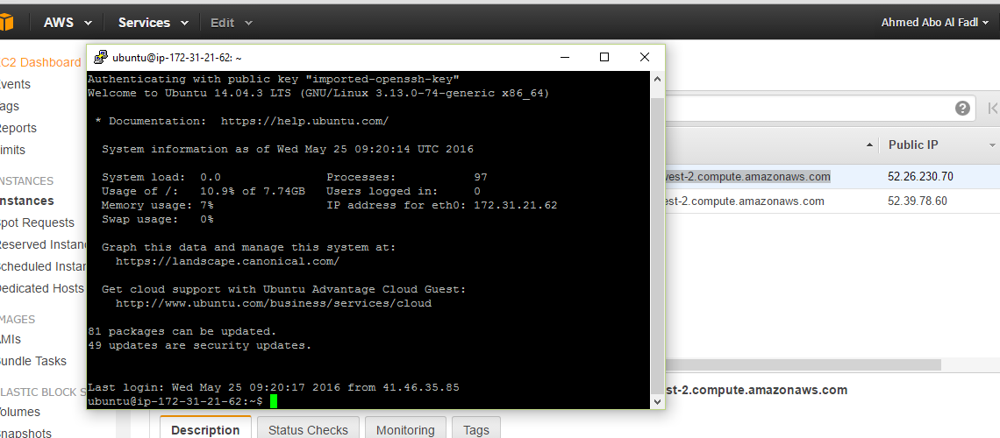 AWS Services Edit Ahmed Abo Al Fadl
ubuntu@ip-172-31-21-62: ~
Authenticating with public key "imported-openssh-key"
Welcome to Ubuntu 14.04.3 LTS (GNU/Linux 3.13.0-74-generic x86_64)
* Documentation: https://help.ubuntu.com/
System information as of Wed May 25 09:20:14 UTC 2016
System load: 0.0 Processes: 97
Usage of /: 10.9% of 7.74GB Users logged in: 0
Memory usage: 7% IP address for eth0: 172.31.21.62
Swap usage: 0%
Graph this data and manage this system at:
https://landscape.canonical.com/
Get cloud support with Ubuntu Advantage Cloud Guest:
http://www.ubuntu.com/business/services/cloud
81 packages can be updated.
49 updates are security updates.
Last login: Wed May 25 09:20:17 2016 from 41.46.35.85
ubuntu@ip-172-31-21-62:~$
C2 Dashboard
vents
ags
eports
imits
NSTANCES
nstances
pot Requests
Reserved Instanc
cheduled Instar
edicated Hosts
MAGES
AMIs
undle Tasks
LASTIC BLOCK S
olumes
napshots
Public IP
vest-2.compute.amazonaws.com 52.26.230.70
est-2.compute.amazonaws.com 52.39.78.60
st-2.compute.amazonaws.com
Description Status Checks Monitoring Tags